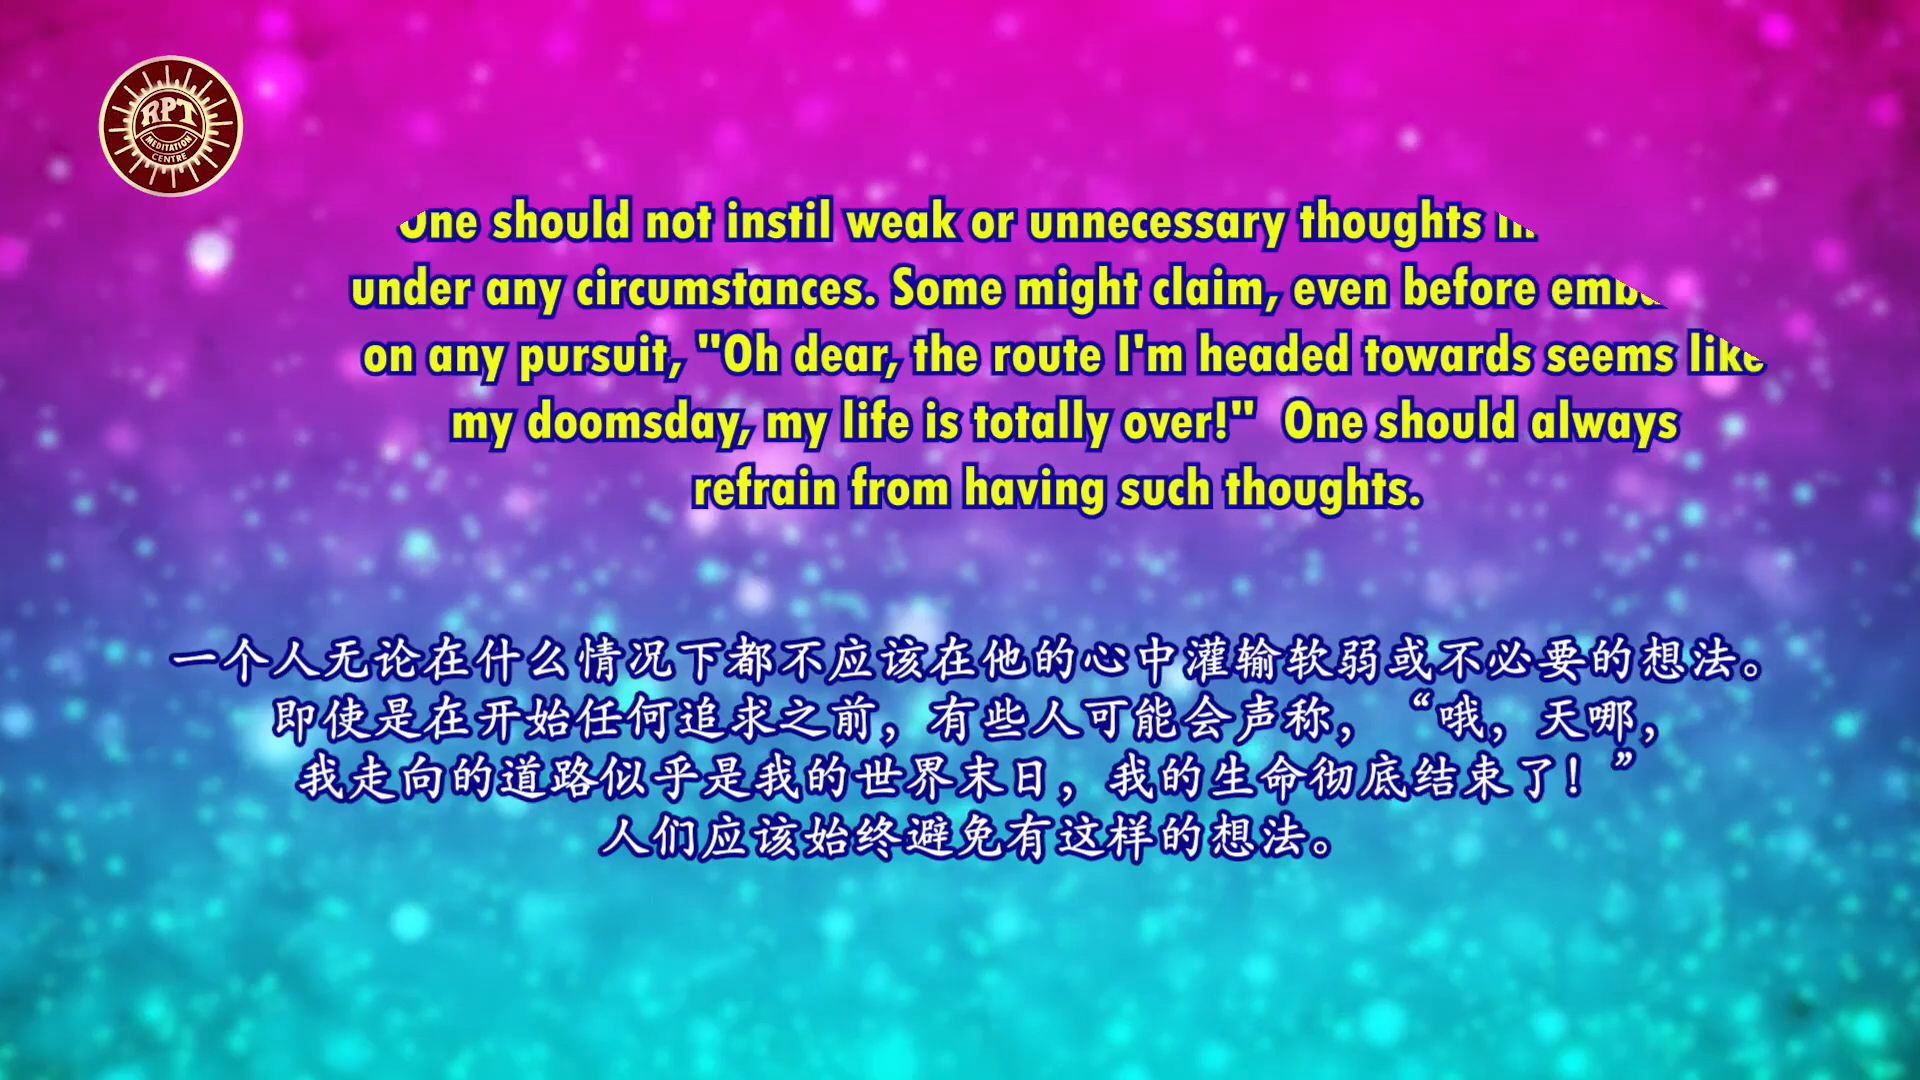 RPT
MEDITATION
CENTRE
One should not instil weak or unnecessary thoughts
under any circumstances. Some might claim, even before
on any pursuit, "Oh dear, the route I'm headed towards seems like
my doomsday, my life is totally over!" One should always
refrain from having such thoughts.
一个人无论在什么情况下都不应该在他的心中灌输软弱或不必要的想法。
即使是在开始任何追求之前，有些人可能会声称，“哦，天哪，
我走向的道路似乎是我的世界末日，我的生命彻底结束了！”
人们应该始终避免有这样的想法。